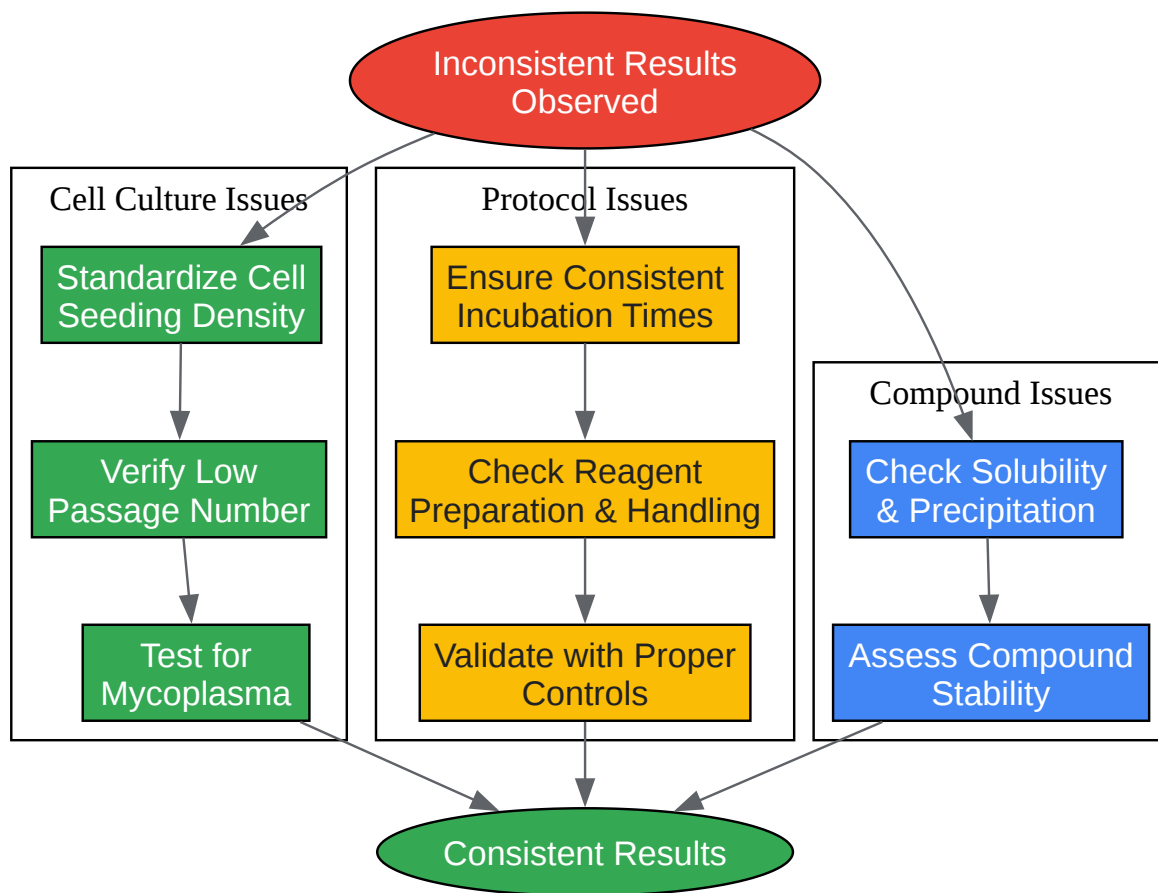 Inconsistent Results
Observed
Cell Culture Issues
Standardize Cell
Seeding Density
Verify Low
Passage Number
Test for
Mycoplasma
Protocol Issues
Ensure Consistent
Incubation Times
Check Reagent
Preparation & Handling
Validate with Proper
Controls
Compound Issues
Check Solubility
& Precipitation
Assess Compound
Stability
Consistent Results